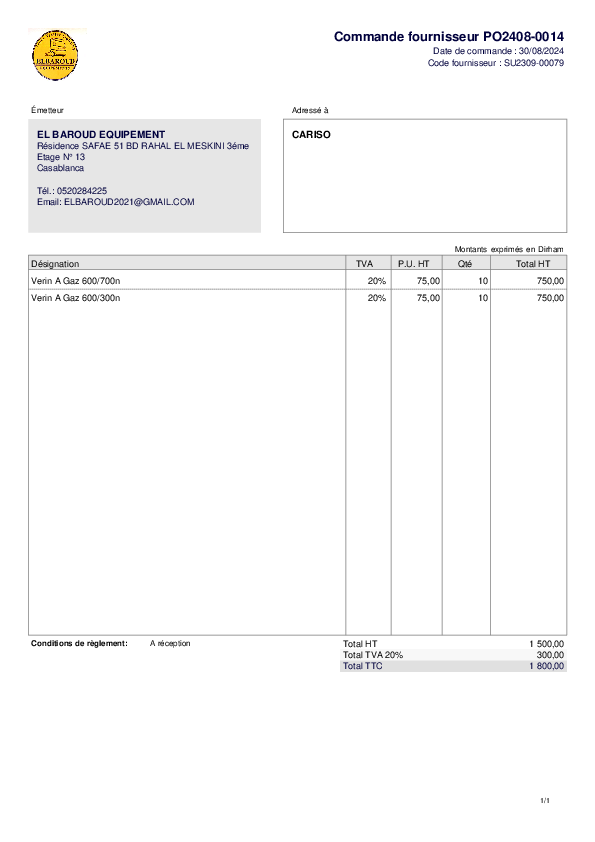 ELBAROUD
EQUIPEMENTS
Commande fournisseur PO2408-0014
Date de commande : 30/08/2024
Code fournisseur : SU2309-00079
Émetteur
Adressé à
EL BAROUD EQUIPEMENT
Résidence SAFAE 51 BD RAHAL EL MESKINI 3éme
Etage N° 13
Casablanca
Tél.: 0520284225
Email: ELBAROUD2021@GMAIL.COM
CARISO
Montants exprimés en Dirham
Désignation TVA P.U. HT Qté Total HT
Verin A Gaz 600/700n 20% 75,00 10 750,00
Verin A Gaz 600/300n 20% 75,00 10 750,00
Conditions de règlement: A réception
Total HT 1 500,00
Total TVA 20% 300,00
Total TTC 1 800,00
1/1